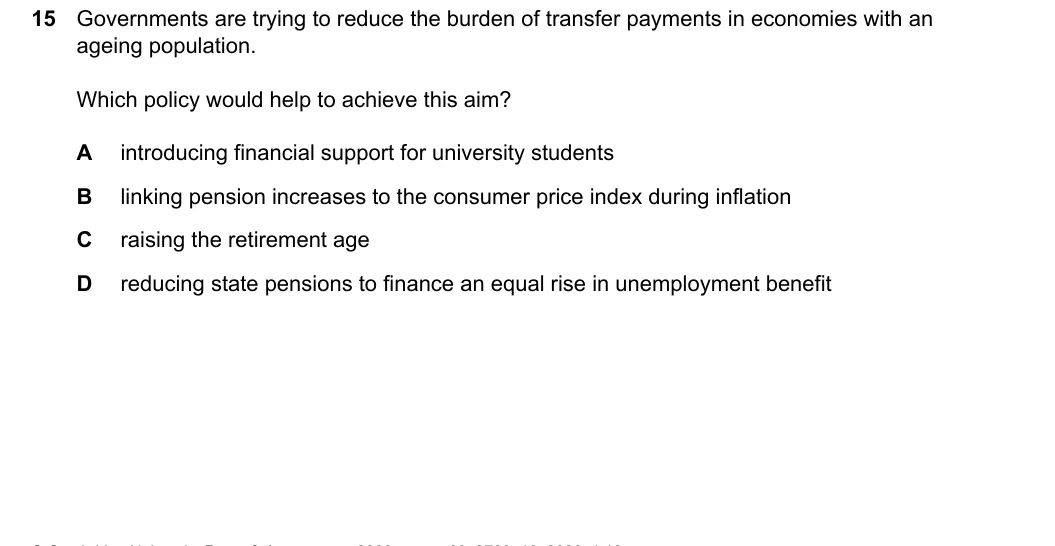 15 Governments are trying to reduce the burden of transfer payments in economies with an
ageing population.
Which policy would help to achieve this aim?
A introducing financial support for university students
B linking pension increases to the consumer price index during inflation
C raising the retirement age
D reducing state pensions to finance an equal rise in unemployment benefit